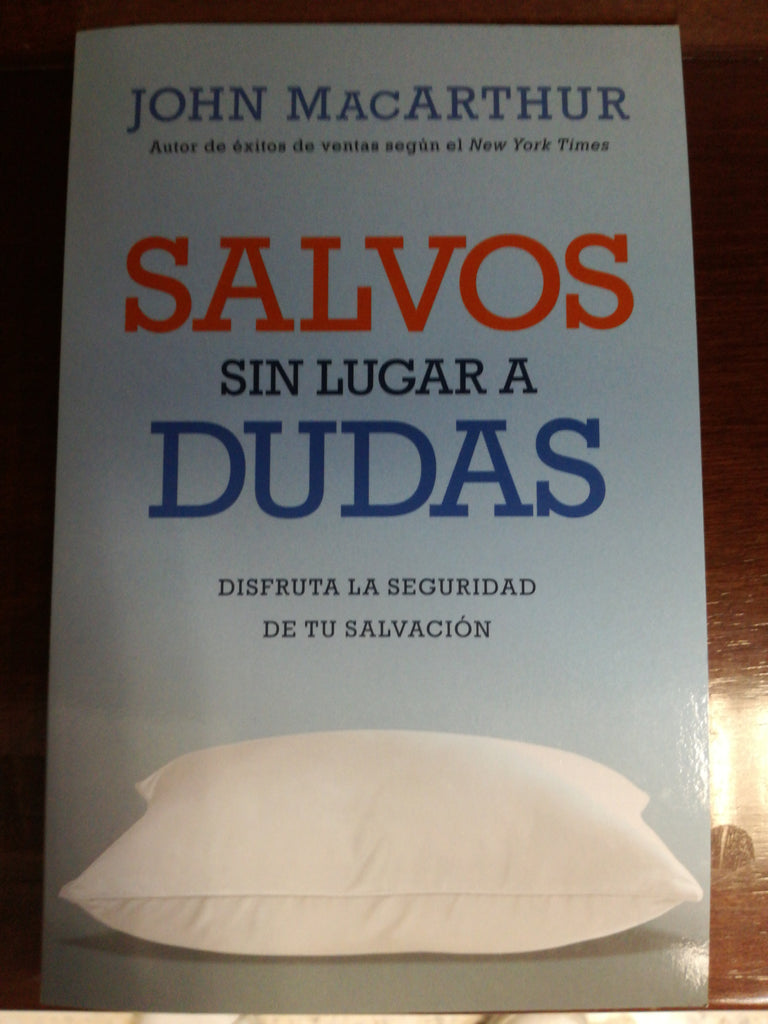 JOHN MACARTHUR
Autor de éxitos de ventas según el New York Times
SALVOS
SIN LUGAR A
DUDAS
DISFRUTA LA SEGURIDAD
DE TU SALVACIÓN